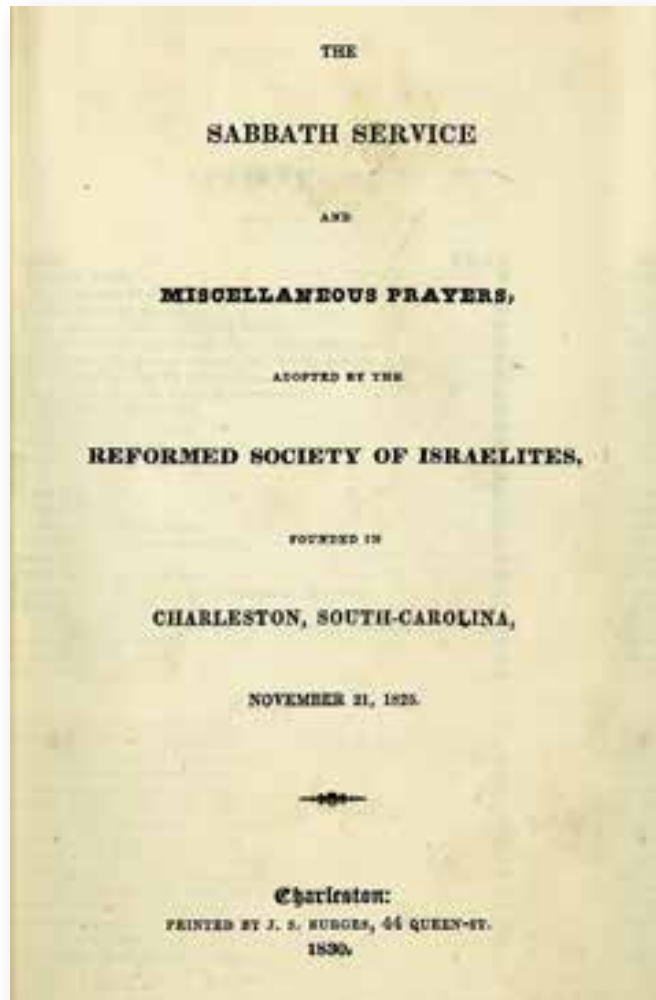 THE
SABBATH SERVICE
AND
MISCELLANEOUS PRAYERS,
ADOPTED BY THE
REFORMED SOCIETY OF ISRAELITES,
FOUNDED IN
CHARLESTON, SOUTH-CAROLINA,
NOVEMBER 21, 1825.
Charleston:
PRINTED BY J. S. BURGES, 44 QUEEN-ST.
1830.